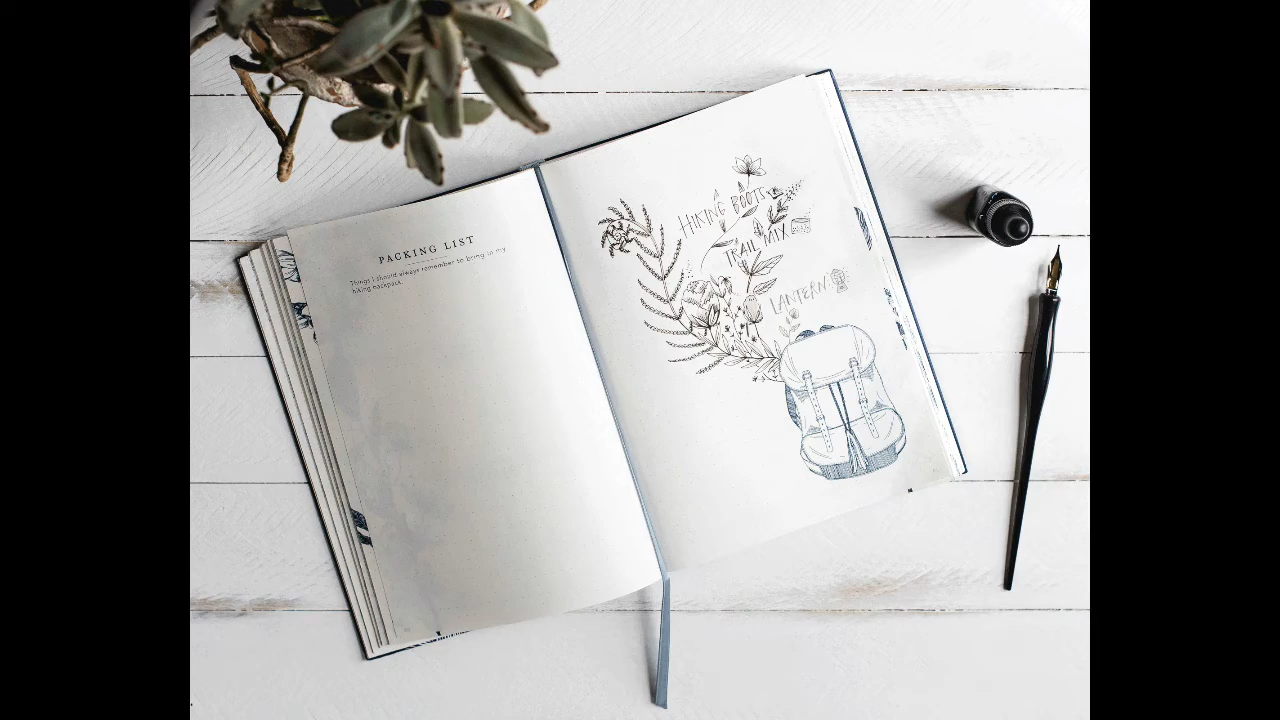 PACKING LIST
Things I should always remember to bring in my
hiking backpack.
HIKING BOOTS
TRAIL MIX
LANTERN